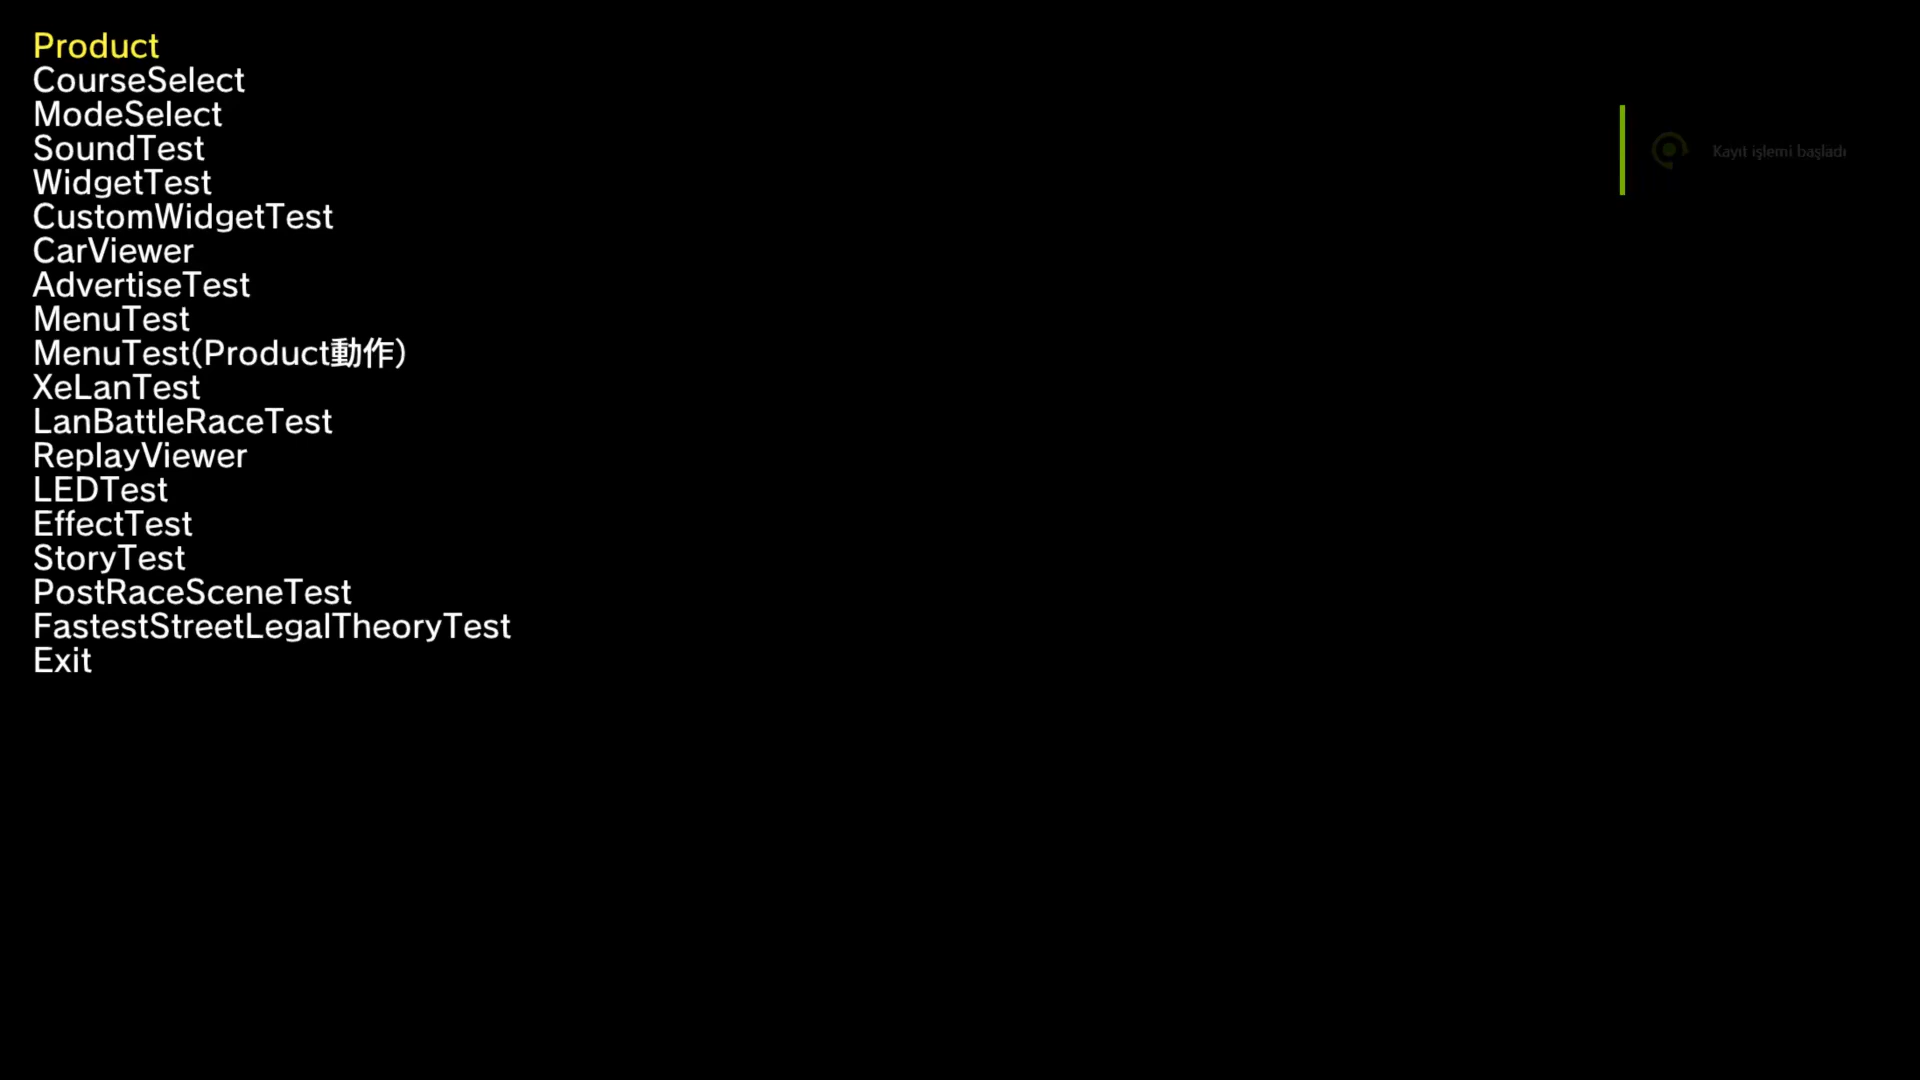 Product
CourseSelect
ModeSelect
SoundTest
WidgetTest
CustomWidgetTest
CarViewer
AdvertiseTest
MenuTest
MenuTest(Product動作)
XeLanTest
LanBattleRaceTest
ReplayViewer
LEDTest
EffectTest
StoryTest
PostRaceSceneTest
FastestStreetLegalTheoryTest
Exit
Kayıt işlemi başladı